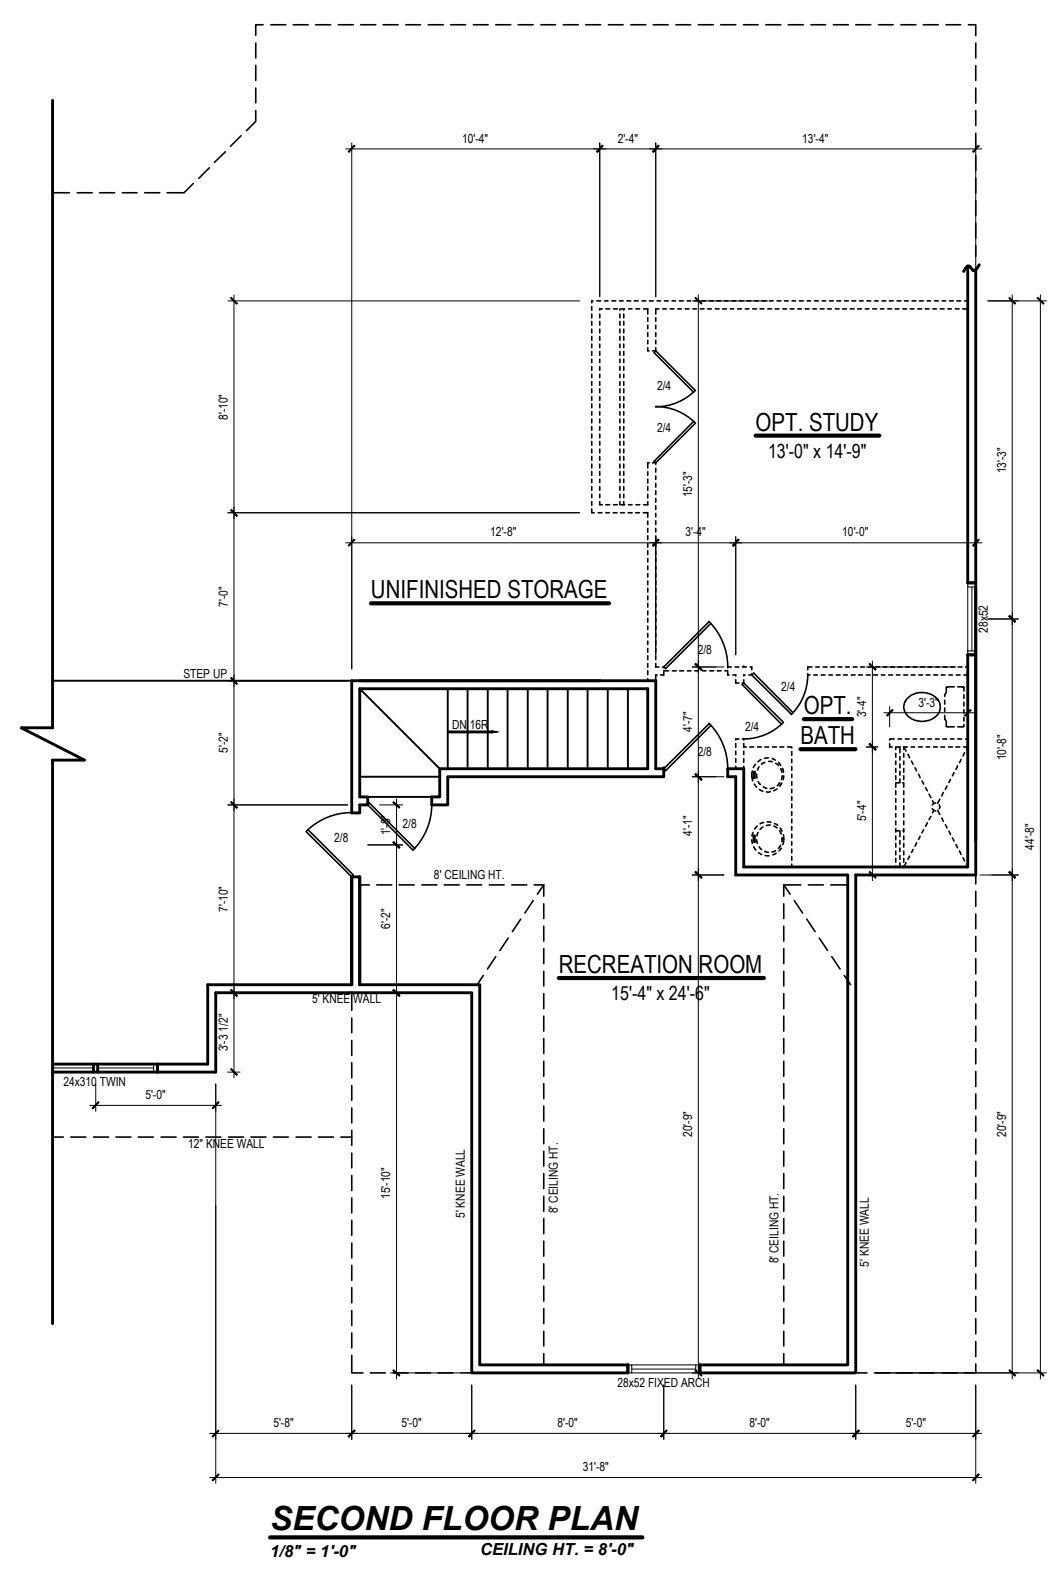 10'-4"
2'-4"
13'-4"
2/4
8'-10"
OPT. STUDY
2/4
13'-0" x 14'-9"
13'-3"
15'-3"
12'-8"
3'-4"
10'-0"
UNIFINISHED STORAGE
7'-0"
28x52
2/8
STEP UP
2/4
3'-3"
OPT.
BATH
3'-4"
DN 16R
4'-7"
2/4
5'-2"
2/8
10'-8"
5'-4"
1'-8"
2/8
2/8
4'-1"
44'-8"
8' CEILING HT.
7'-10"
6'-2"
RECREATION ROOM
15'-4" x 24'-6"
5' KNEE WALL
3'-3 1/2"
24x310 TWIN
5'-0"
20'-9"
20'-9"
12" KNEE WALL
15'-10"
5' KNEE WALL
8' CEILING HT.
8' CEILING HT.
5' KNEE WALL
28x52 FIXED ARCH
5'-8"
5'-0"
8'-0"
8'-0"
5'-0"
31'-8"
SECOND FLOOR PLAN
1/8" = 1'-0"
CEILING HT. = 8'-0"